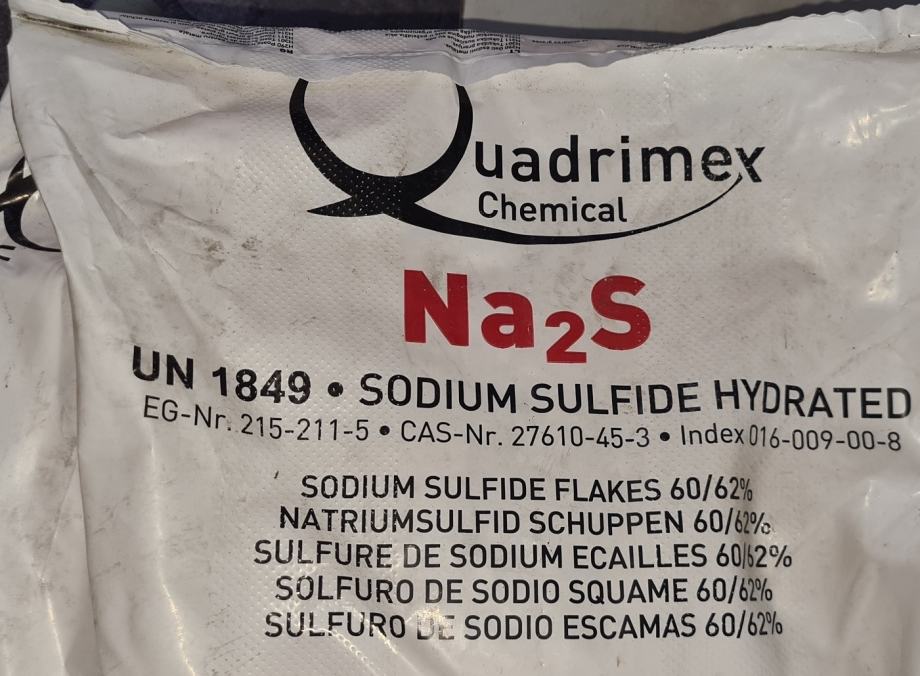 Quadrimex
Chemical
Na₂S
UN 1849 • SODIUM SULFIDE HYDRATED
EG-Nr. 215-211-5 • CAS-Nr. 27610-45-3 • Index 016-009-00-8
SODIUM SULFIDE FLAKES 60/62%
NATRIUMSULFID SCHUPPEN 60/62%
SULFURE DE SODIUM ECAILLES 60/62%
SOLFURO DE SODIO SQUAME 60/62%
SULFURO DE SODIO ESCAMAS 60/62%